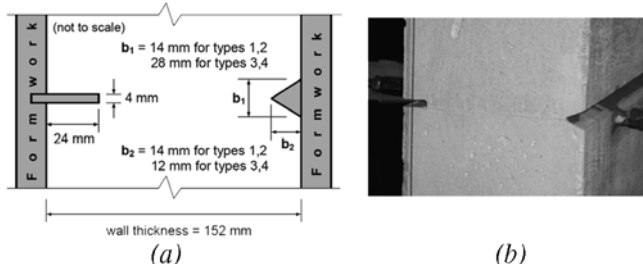 (not to scale)
Formwork
b1 = 14 mm for types 1,2
28 mm for types 3,4
4 mm
b1
24 mm
b2
b2 = 14 mm for types 1,2
12 mm for types 3,4
Formwork
wall thickness = 152 mm
(a)
(b)